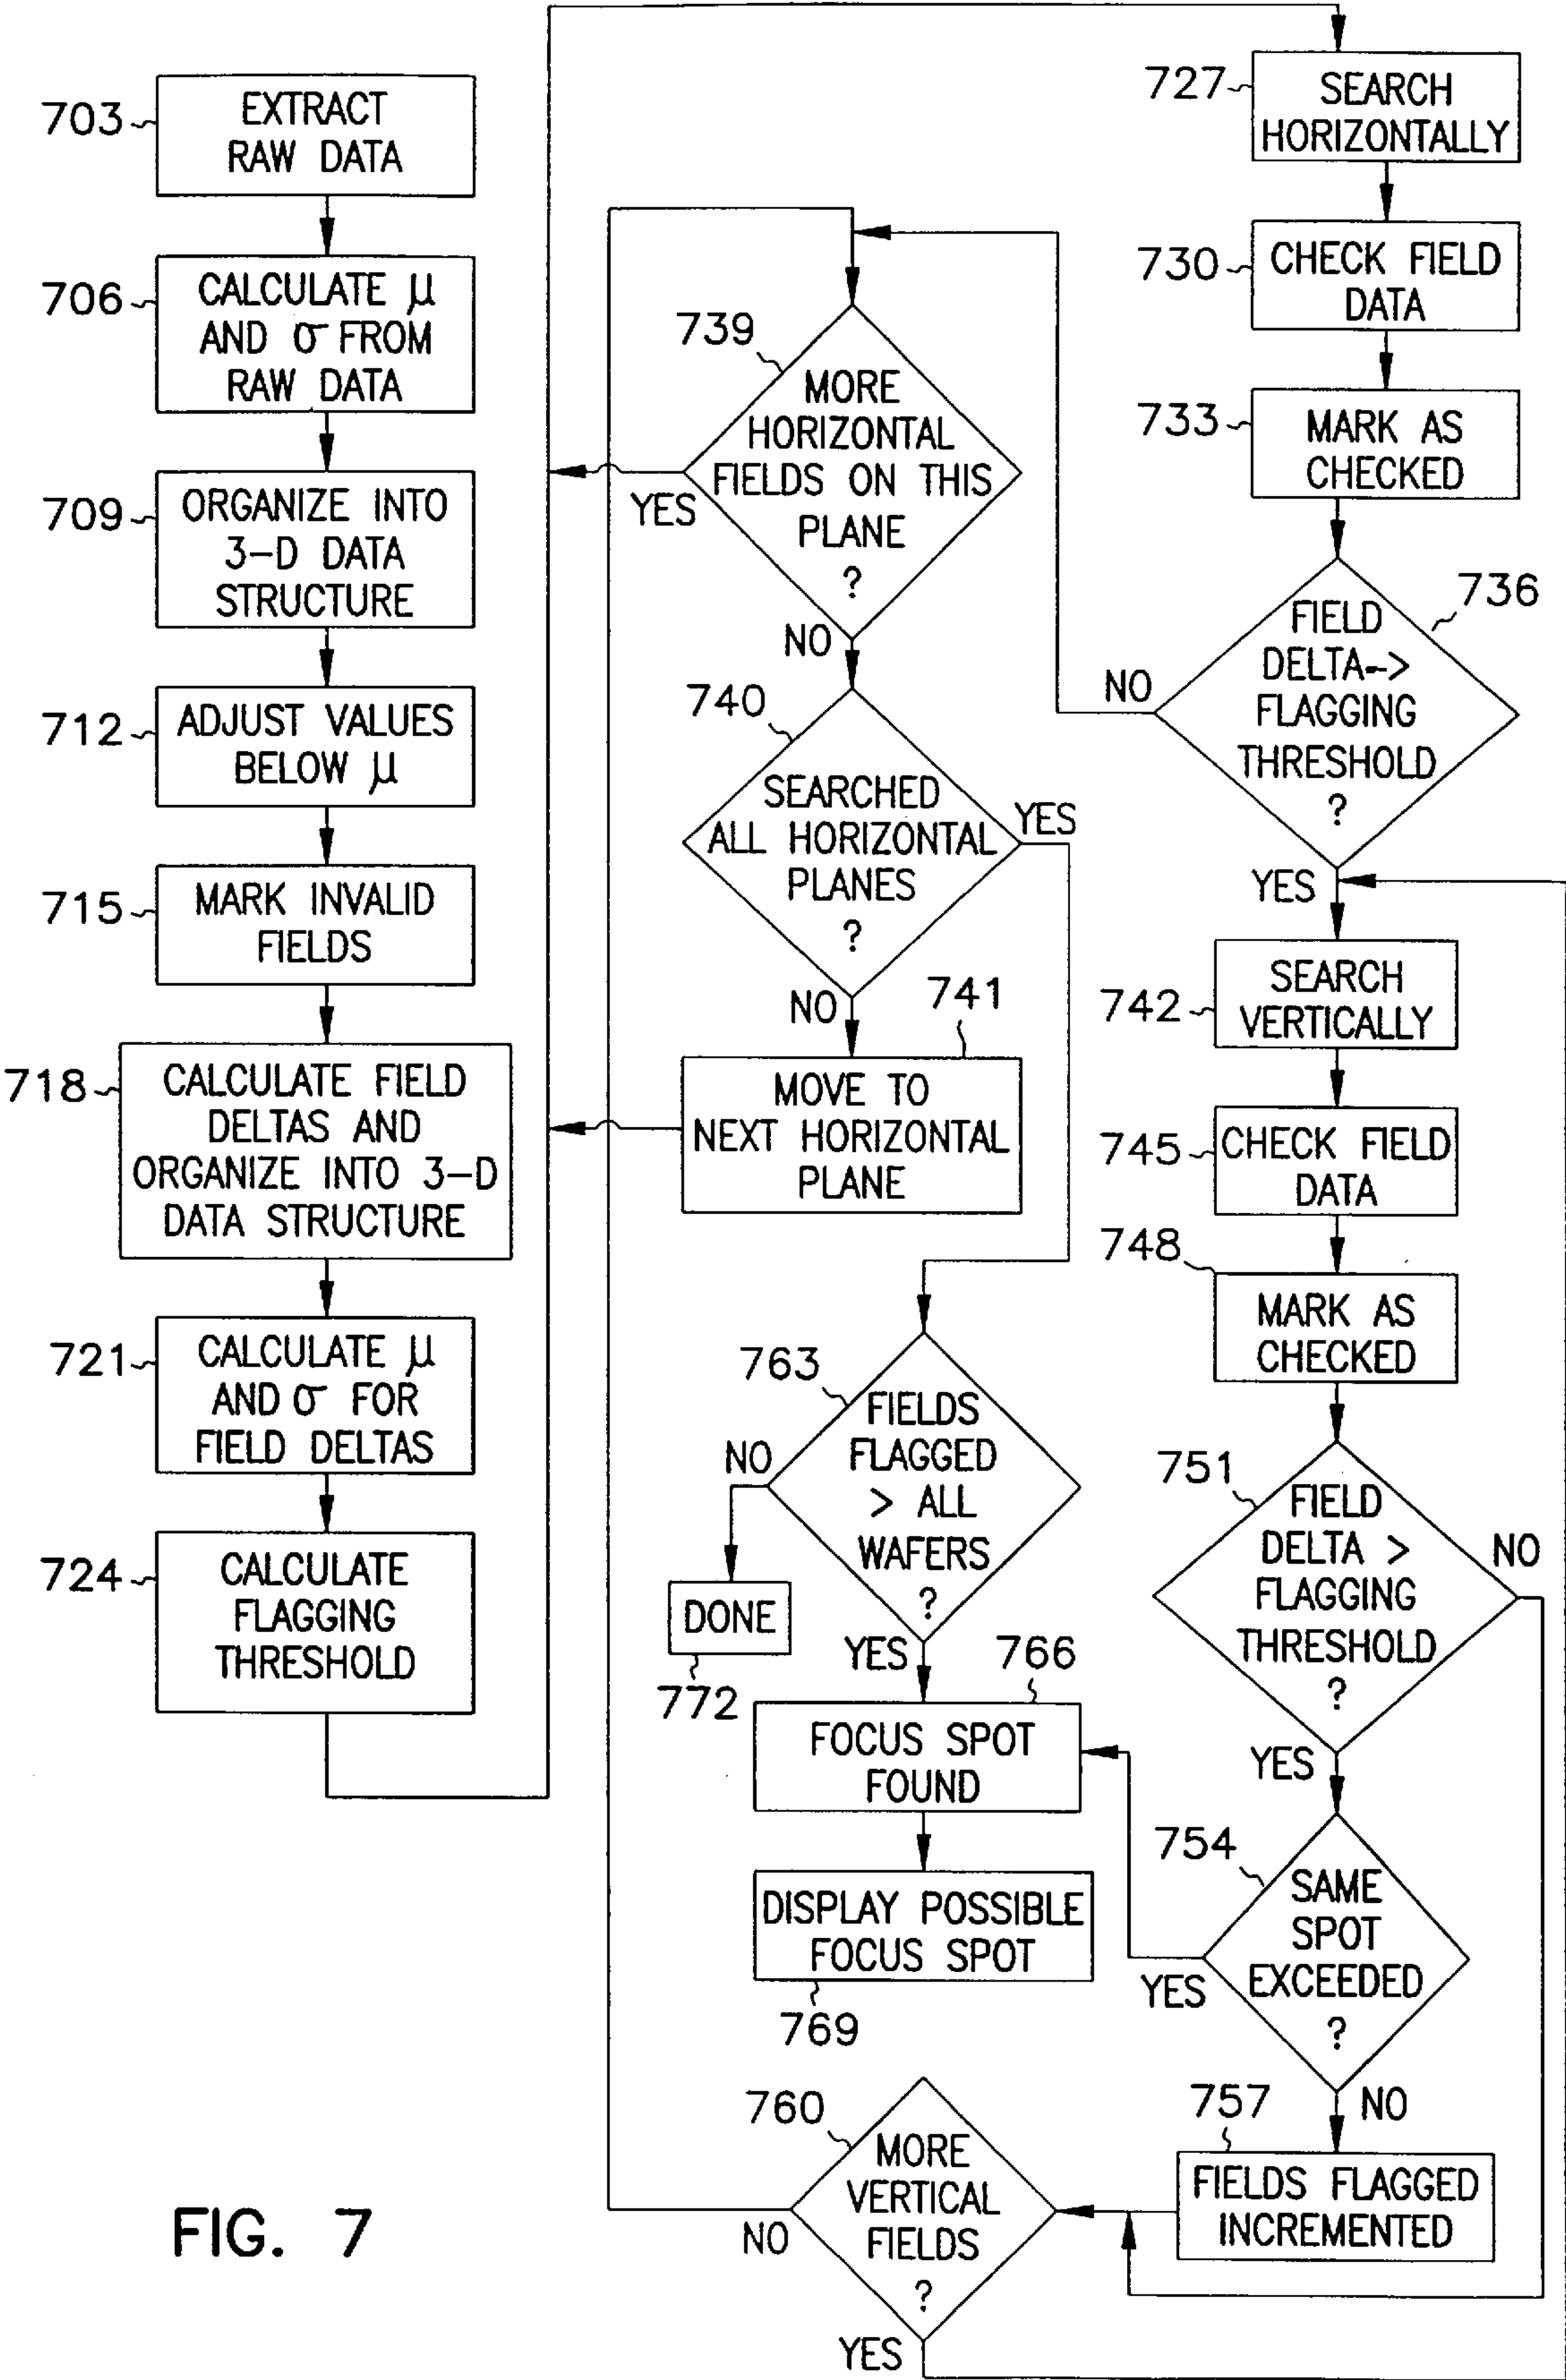 703
EXTRACT
RAW DATA
706
CALCULATE μ
AND σ FROM
RAW DATA
709
ORGANIZE INTO
3-D DATA
STRUCTURE
712
ADJUST VALUES
BELOW μ
715
MARK INVALID
FIELDS
718
CALCULATE FIELD
DELTAS AND
ORGANIZE INTO 3-D
DATA STRUCTURE
721
CALCULATE μ
AND σ FOR
FIELD DELTAS
724
CALCULATE
FLAGGING
THRESHOLD
727
SEARCH
HORIZONTALLY
730
CHECK FIELD
DATA
733
MARK AS
CHECKED
736
FIELD
DELTA-->
FLAGGING
THRESHOLD
?
NO
YES
739
MORE
HORIZONTAL
FIELDS ON THIS
PLANE
?
YES
NO
740
SEARCHED
ALL HORIZONTAL
PLANES
?
YES
NO
741
MOVE TO
NEXT HORIZONTAL
PLANE
742
SEARCH
VERTICALLY
745
CHECK FIELD
DATA
748
MARK AS
CHECKED
751
FIELD
DELTA >
FLAGGING
THRESHOLD
?
NO
YES
754
SAME
SPOT
EXCEEDED
?
YES
NO
757
FIELDS FLAGGED
INCREMENTED
760
MORE
VERTICAL
FIELDS
?
NO
YES
763
FIELDS
FLAGGED
> ALL
WAFERS
?
NO
YES
DONE
772
766
FOCUS SPOT
FOUND
DISPLAY POSSIBLE
FOCUS SPOT
769
FIG. 7